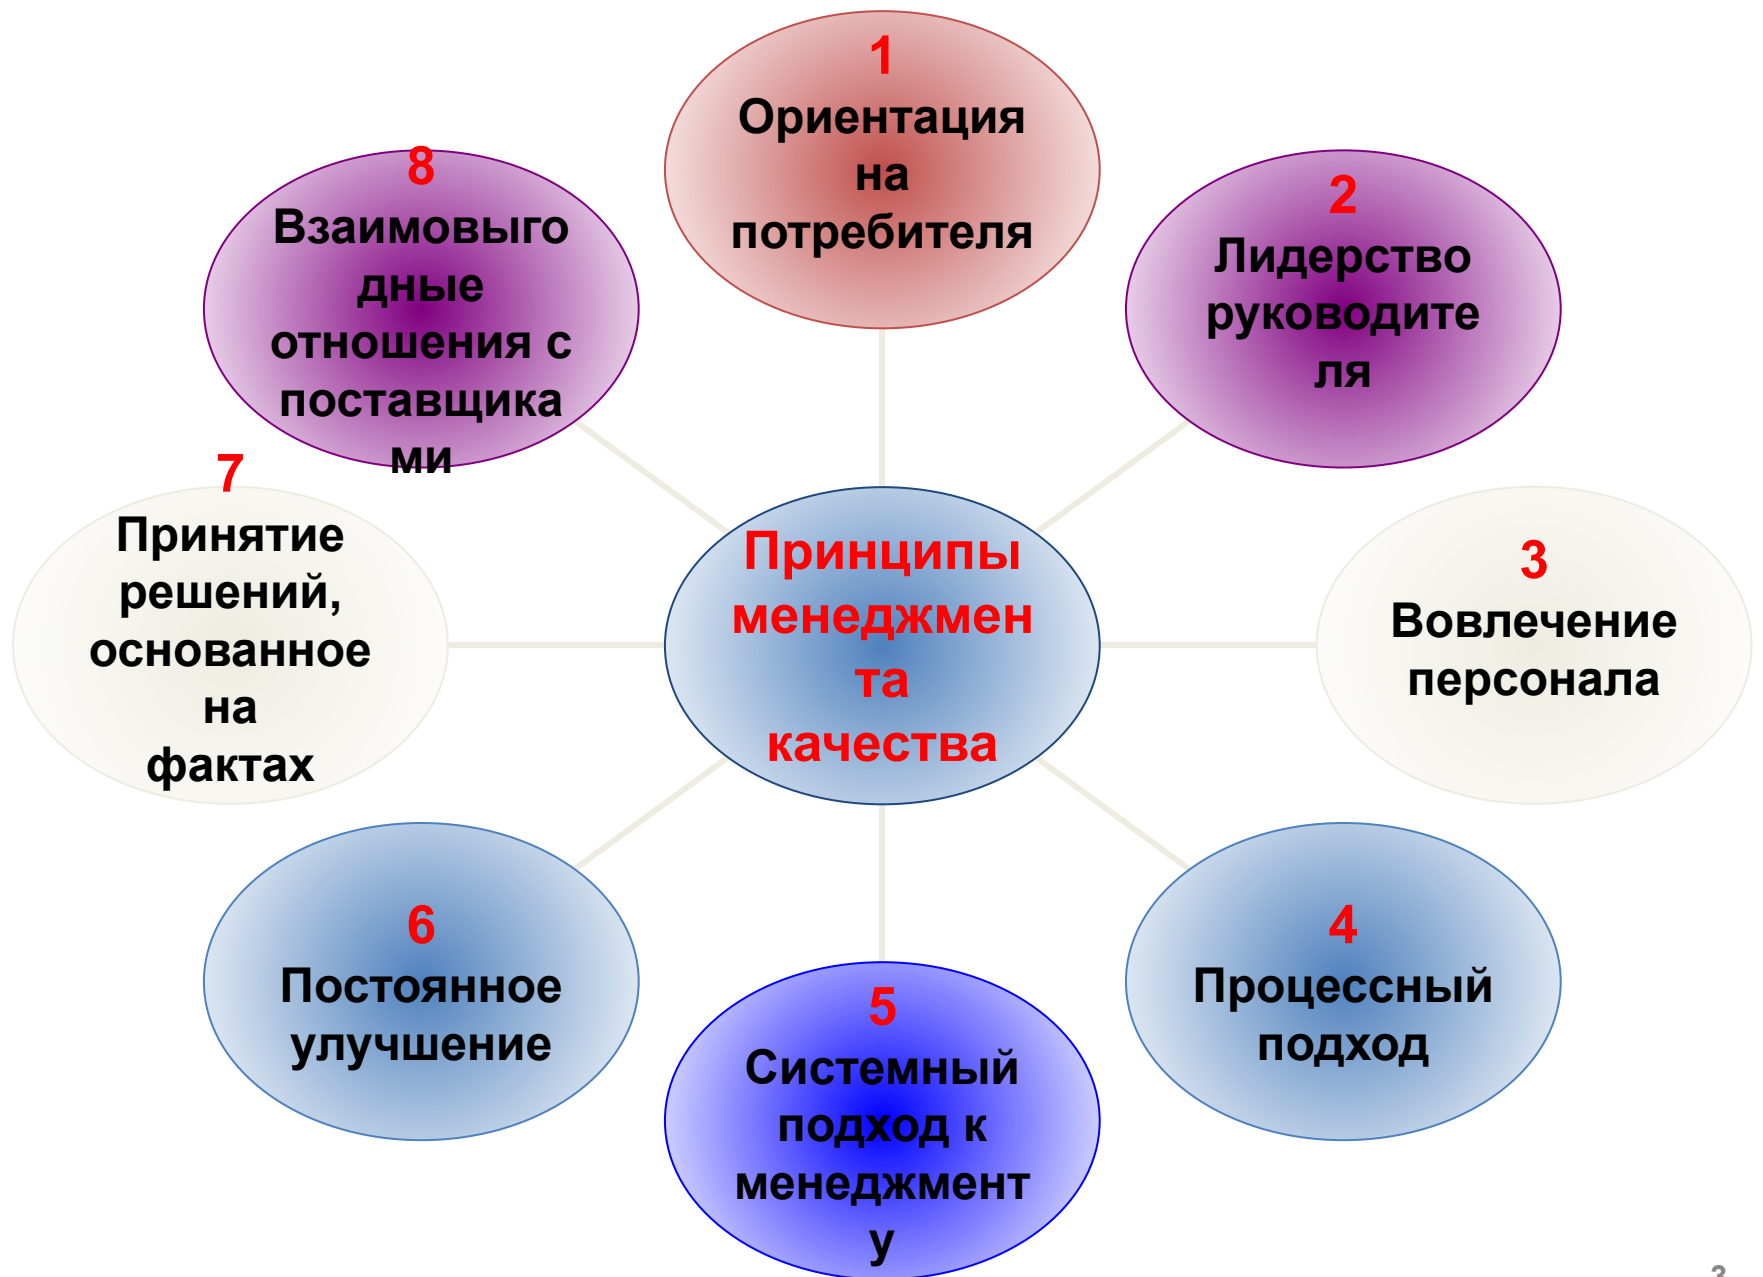 1
Ориентация
на
потребителя
2
Лидерство
руководите
ля
3
Вовлечение
персонала
4
Процессный
подход
5
Системный
подход к
менеджмент
у
6
Постоянное
улучшение
7
Принятие
решений,
основанное
на
фактах
8
Взаимовыго
дные
отношения с
поставщика
ми
Принципы
менеджмен
та
качества
3